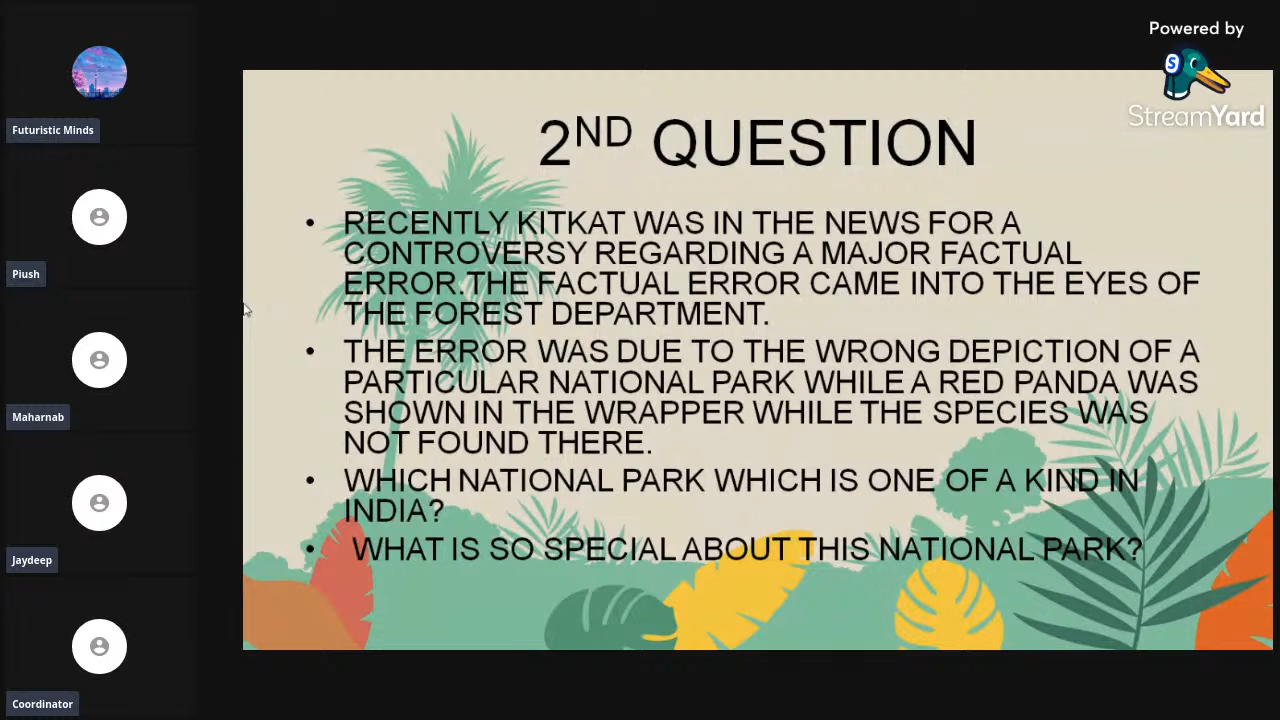 Powered by
S
StreamYard
Futuristic Minds
Piush
Maharnab
Jaydeep
Coordinator
2ND QUESTION
• RECENTLY KITKAT WAS IN THE NEWS FOR A
CONTROVERSY REGARDING A MAJOR FACTUAL
ERROR.THE FACTUAL ERROR CAME INTO THE EYES OF
THE FOREST DEPARTMENT.
• THE ERROR WAS DUE TO THE WRONG DEPICTION OF A
PARTICULAR NATIONAL PARK WHILE A RED PANDA WAS
SHOWN IN THE WRAPPER WHILE THE SPECIES WAS
NOT FOUND THERE.
• WHICH NATIONAL PARK WHICH IS ONE OF A KIND IN
INDIA?
• WHAT IS SO SPECIAL ABOUT THIS NATIONAL PARK?